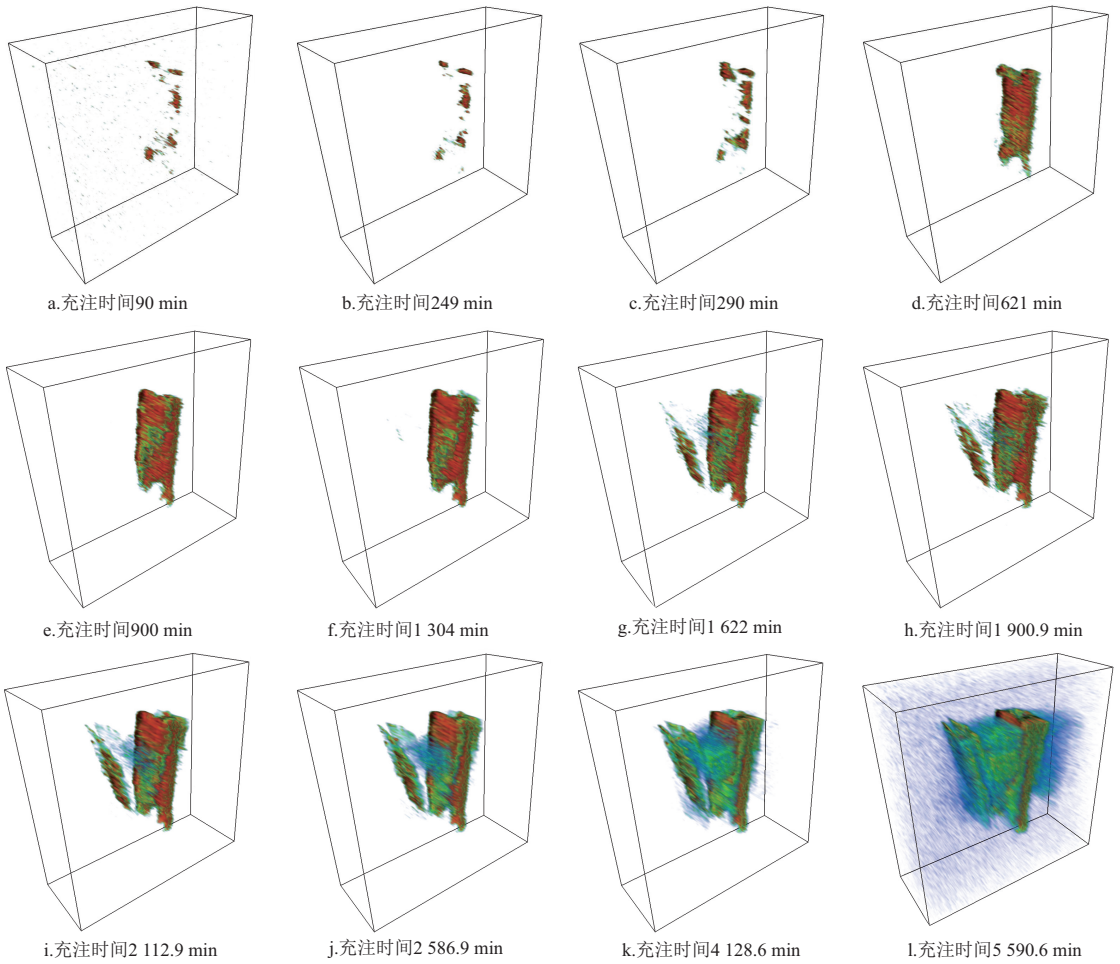 a.充注时间90 min
b.充注时间249 min
c.充注时间290 min
d.充注时间621 min
e.充注时间900 min
f.充注时间1 304 min
g.充注时间1 622 min
h.充注时间1 900.9 min
i.充注时间2 112.9 min
j.充注时间2 586.9 min
k.充注时间4 128.6 min
l.充注时间5 590.6 min